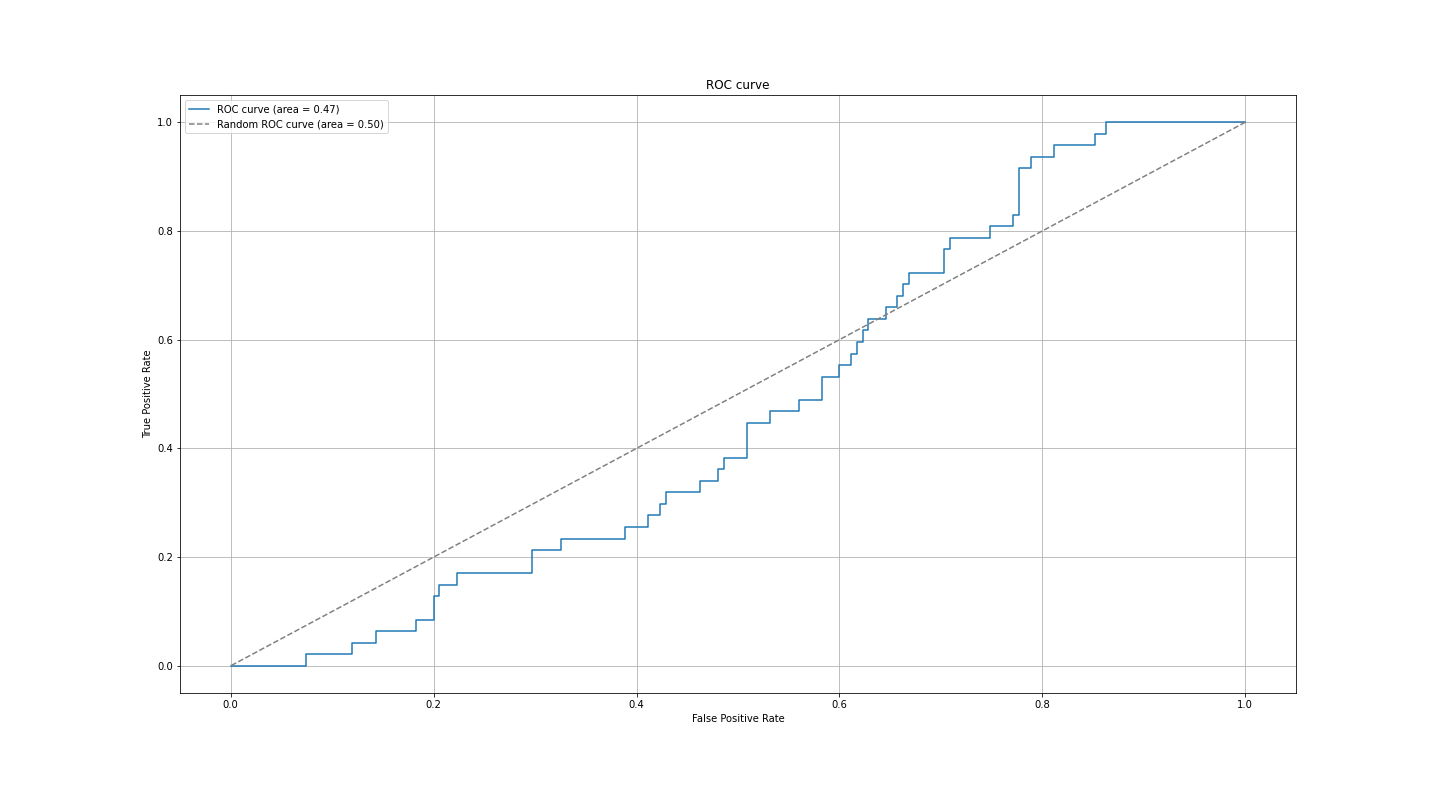 ROC curve
ROC curve (area = 0.47)
Random ROC curve (area = 0.50)
1.0
0.8
0.6
0.4
0.2
0.0
True Positive Rate
0.0 0.2 0.4 0.6 0.8 1.0
False Positive Rate